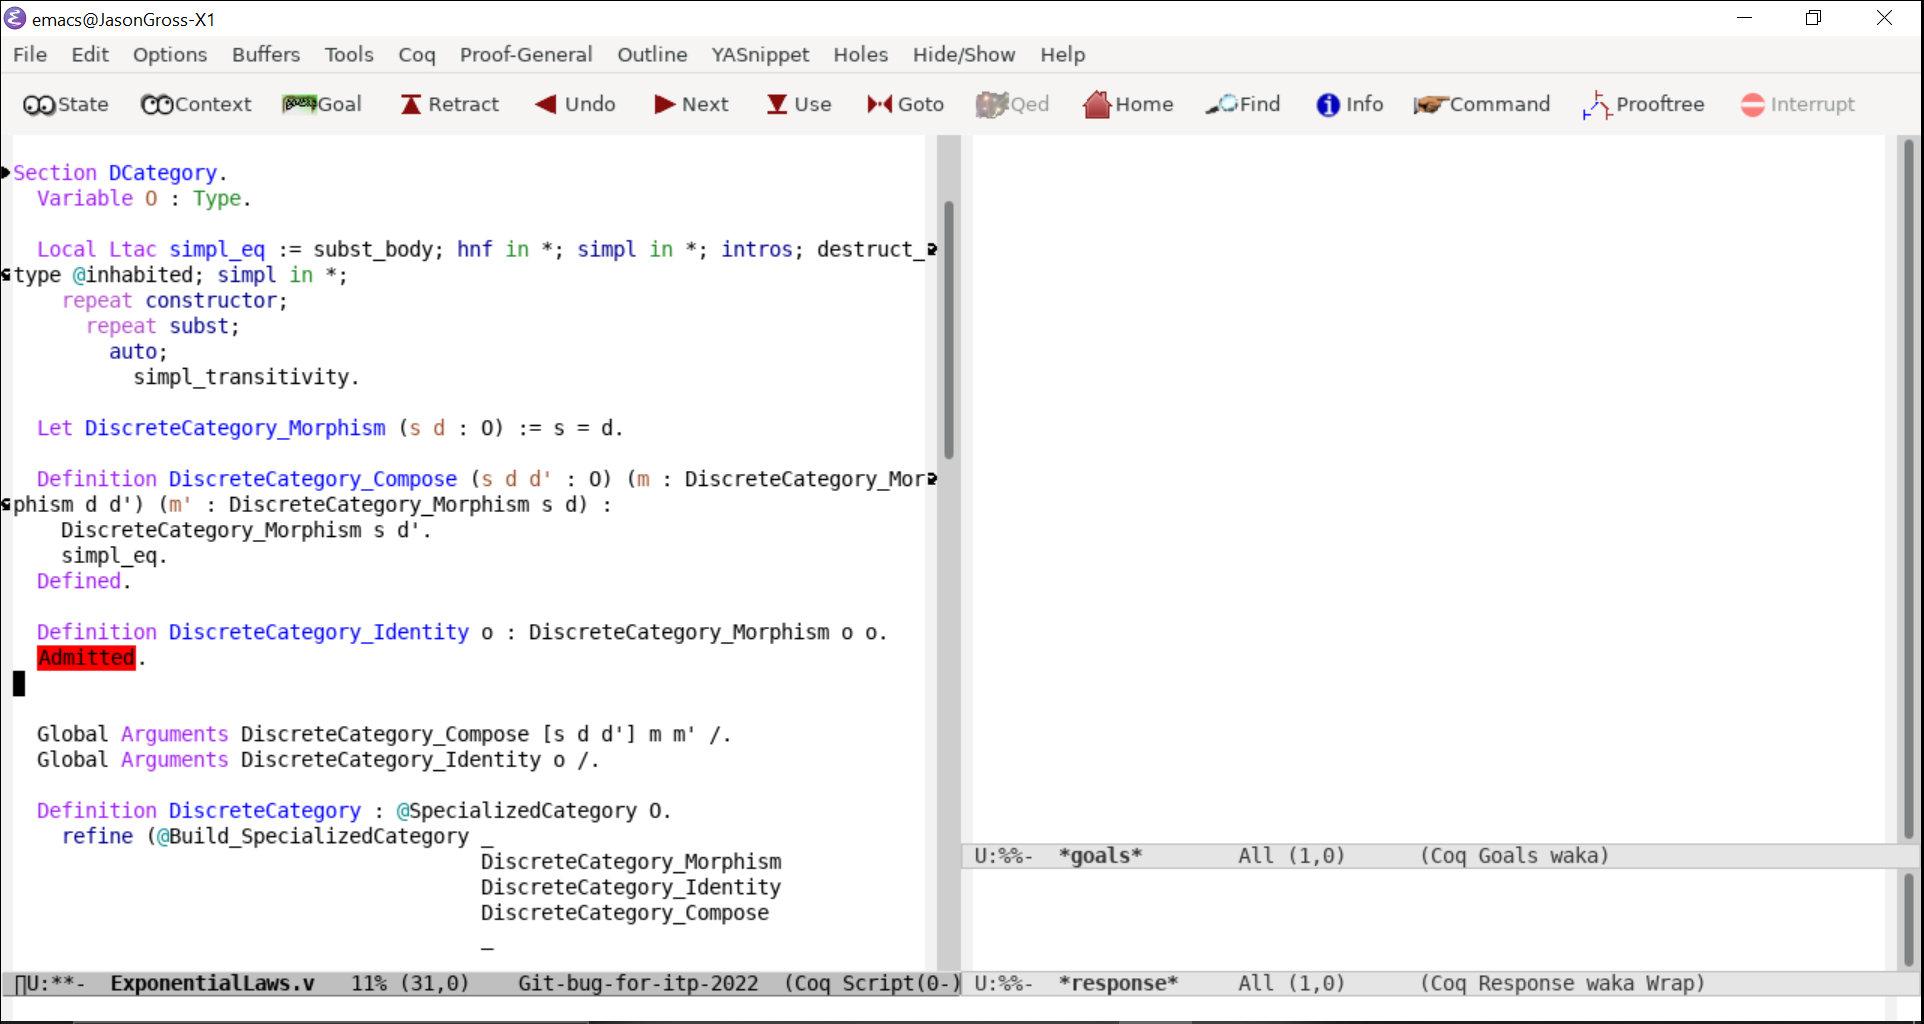 emacs@JasonGross-X1
File Edit Options Buffers Tools Coq Proof-General Outline YASnippet Holes Hide/Show Help
State Context Goal Retract Undo Next Use Goto Qed Home Find Info Command Prooftree Interrupt
Section DCategory.
Variable O : Type.
Local Ltac simpl_eq := subst_body; hnf in *; simpl in *; intros; destruct_
type @inhabited; simpl in *;
repeat constructor;
repeat subst;
auto;
simpl_transitivity.
Let DiscreteCategory_Morphism (s d : O) := s = d.
Definition DiscreteCategory_Compose (s d d' : O) (m : DiscreteCategory_Mor
phism d d') (m' : DiscreteCategory_Morphism s d) :
DiscreteCategory_Morphism s d'.
simpl_eq.
Defined.
Definition DiscreteCategory_Identity o : DiscreteCategory_Morphism o o.
Admitted.
Global Arguments DiscreteCategory_Compose [s d d'] m m' /.
Global Arguments DiscreteCategory_Identity o /.
Definition DiscreteCategory : @SpecializedCategory O.
refine (@Build_SpecializedCategory _
DiscreteCategory_Morphism
DiscreteCategory_Identity
DiscreteCategory_Compose
_
U:**- ExponentialLaws.v 11% (31,0) Git-bug-for-itp-2022 (Coq Script(0-)
U:%%- *goals* All (1,0) (Coq Goals waka)
U:%%- *response* All (1,0) (Coq Response waka Wrap)